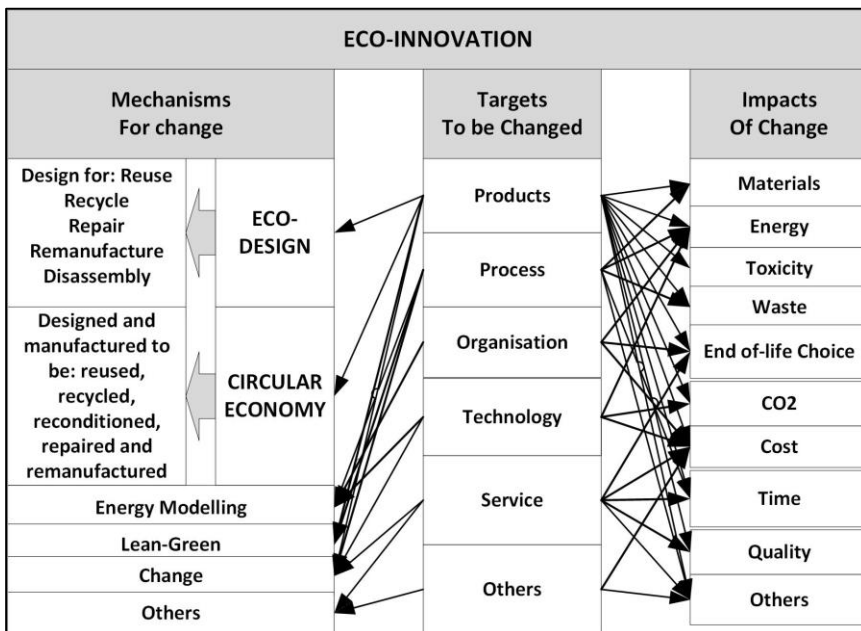 ECO-INNOVATION
Mechanisms
For change
Targets
To be Changed
Impacts
Of Change
Design for: Reuse
Recycle
Repair
Remanufacture
Disassembly
ECO-
DESIGN
Designed and
manufactured to
be: reused,
recycled,
reconditioned,
repaired and
remanufactured
CIRCULAR
ECONOMY
Energy Modelling
Lean-Green
Change
Others
Products
Process
Organisation
Technology
Service
Others
Materials
Energy
Toxicity
Waste
End of-life Choice
CO2
Cost
Time
Quality
Others